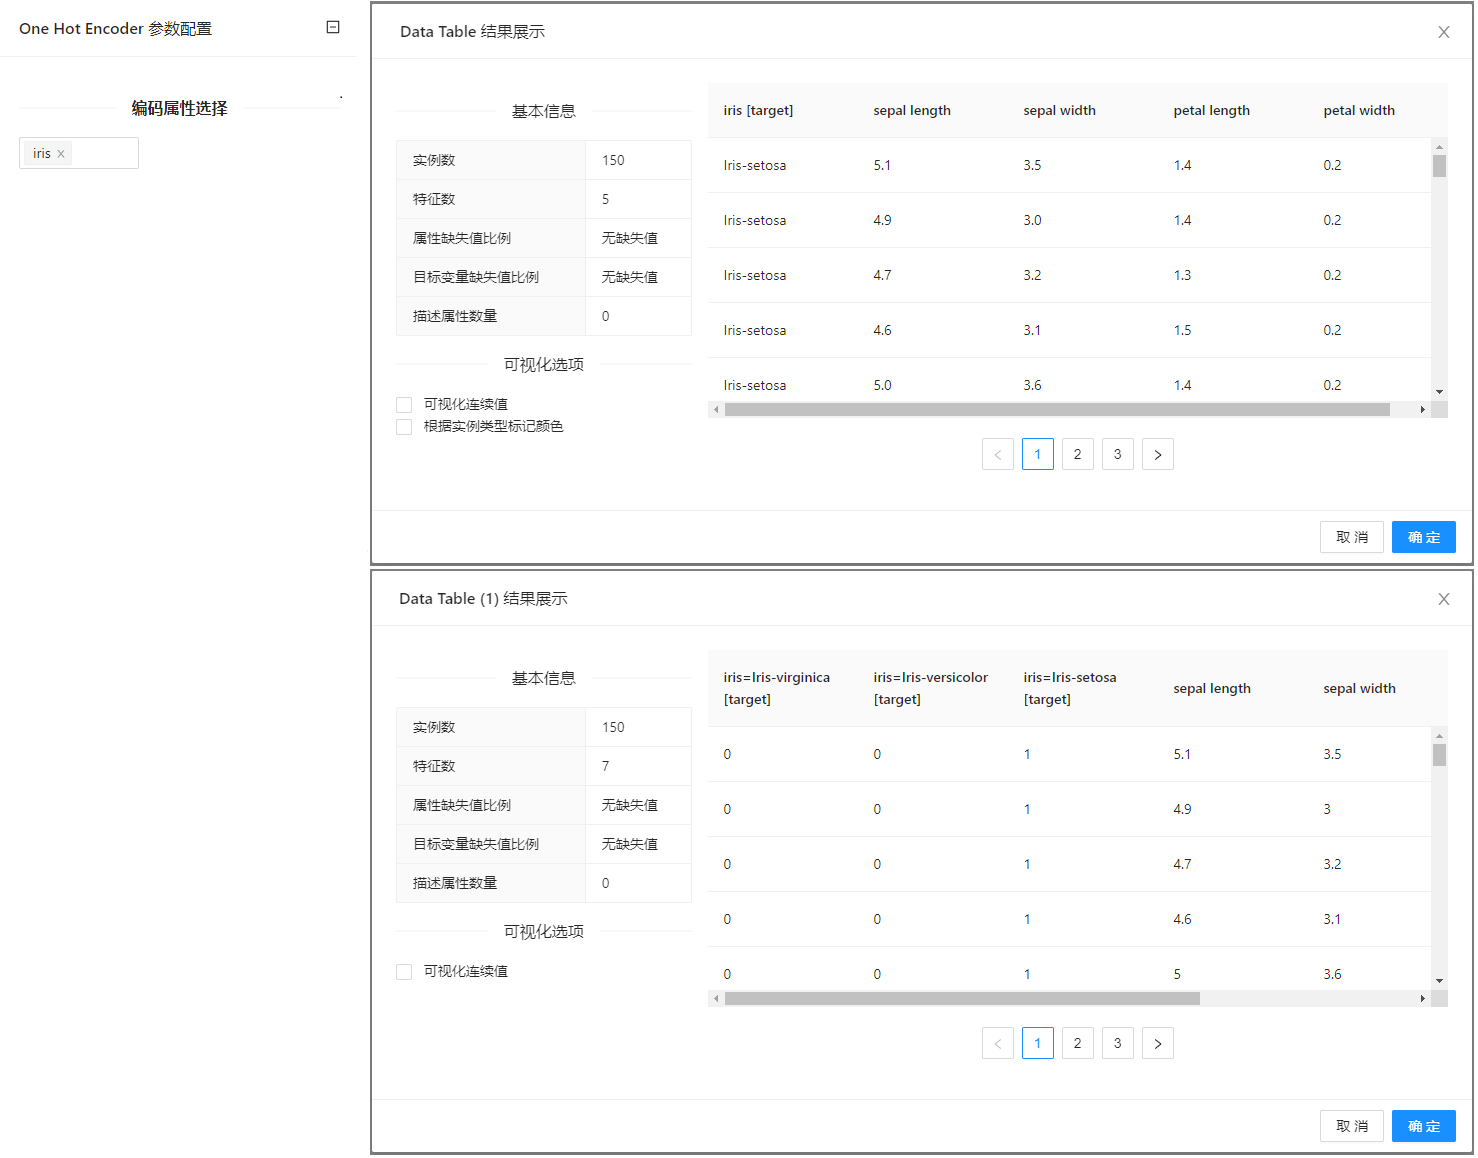 One Hot Encoder 参数配置
编码属性选择
iris
Data Table 结果展示
基本信息
实例数 150
特征数 5
属性缺失值比例 无缺失值
目标变量缺失值比例 无缺失值
描述属性数量 0
可视化选项
可视化连续值
根据实例类型标记颜色
iris [target] sepal length sepal width petal length petal width
Iris-setosa 5.1 3.5 1.4 0.2
Iris-setosa 4.9 3.0 1.4 0.2
Iris-setosa 4.7 3.2 1.3 0.2
Iris-setosa 4.6 3.1 1.5 0.2
Iris-setosa 5.0 3.6 1.4 0.2
< 1 2 3 >
取消 确定
Data Table (1) 结果展示
基本信息
实例数 150
特征数 7
属性缺失值比例 无缺失值
目标变量缺失值比例 无缺失值
描述属性数量 0
可视化选项
可视化连续值
iris=Iris-virginica [target] iris=Iris-versicolor [target] iris=Iris-setosa [target] sepal length sepal width
0 0 1 5.1 3.5
0 0 1 4.9 3
0 0 1 4.7 3.2
0 0 1 4.6 3.1
0 0 1 5 3.6
< 1 2 3 >
取消 确定